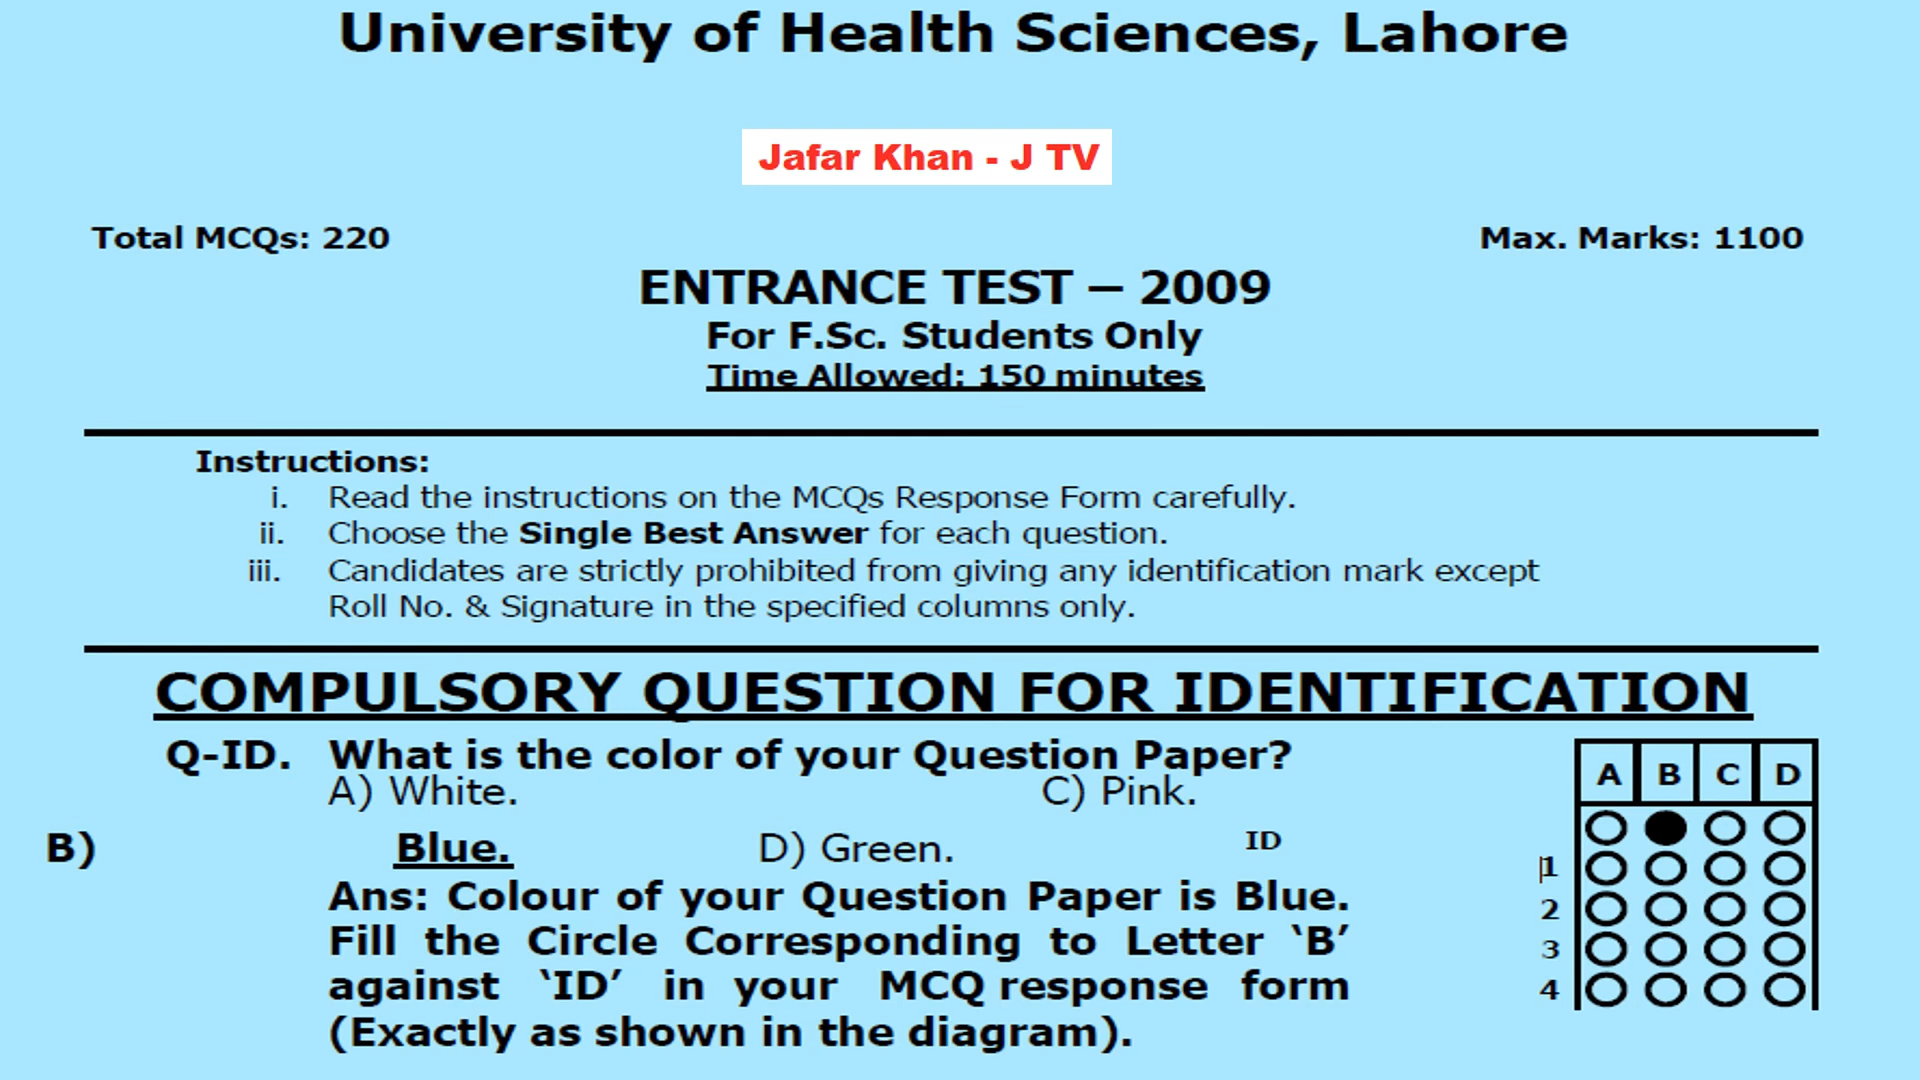 University of Health Sciences, Lahore
Jafar Khan - J TV
Total MCQs: 220 Max. Marks: 1100
ENTRANCE TEST – 2009
For F.Sc. Students Only
Time Allowed: 150 minutes
Instructions:
i. Read the instructions on the MCQs Response Form carefully.
ii. Choose the Single Best Answer for each question.
iii. Candidates are strictly prohibited from giving any identification mark except
Roll No. & Signature in the specified columns only.
COMPULSORY QUESTION FOR IDENTIFICATION
Q-ID. What is the color of your Question Paper?
A) White. C) Pink.
B) Blue. D) Green. ID
Ans: Colour of your Question Paper is Blue.
Fill the Circle Corresponding to Letter ‘B’
against ‘ID’ in your MCQ response form
(Exactly as shown in the diagram).
A B C D
1
2
3
4